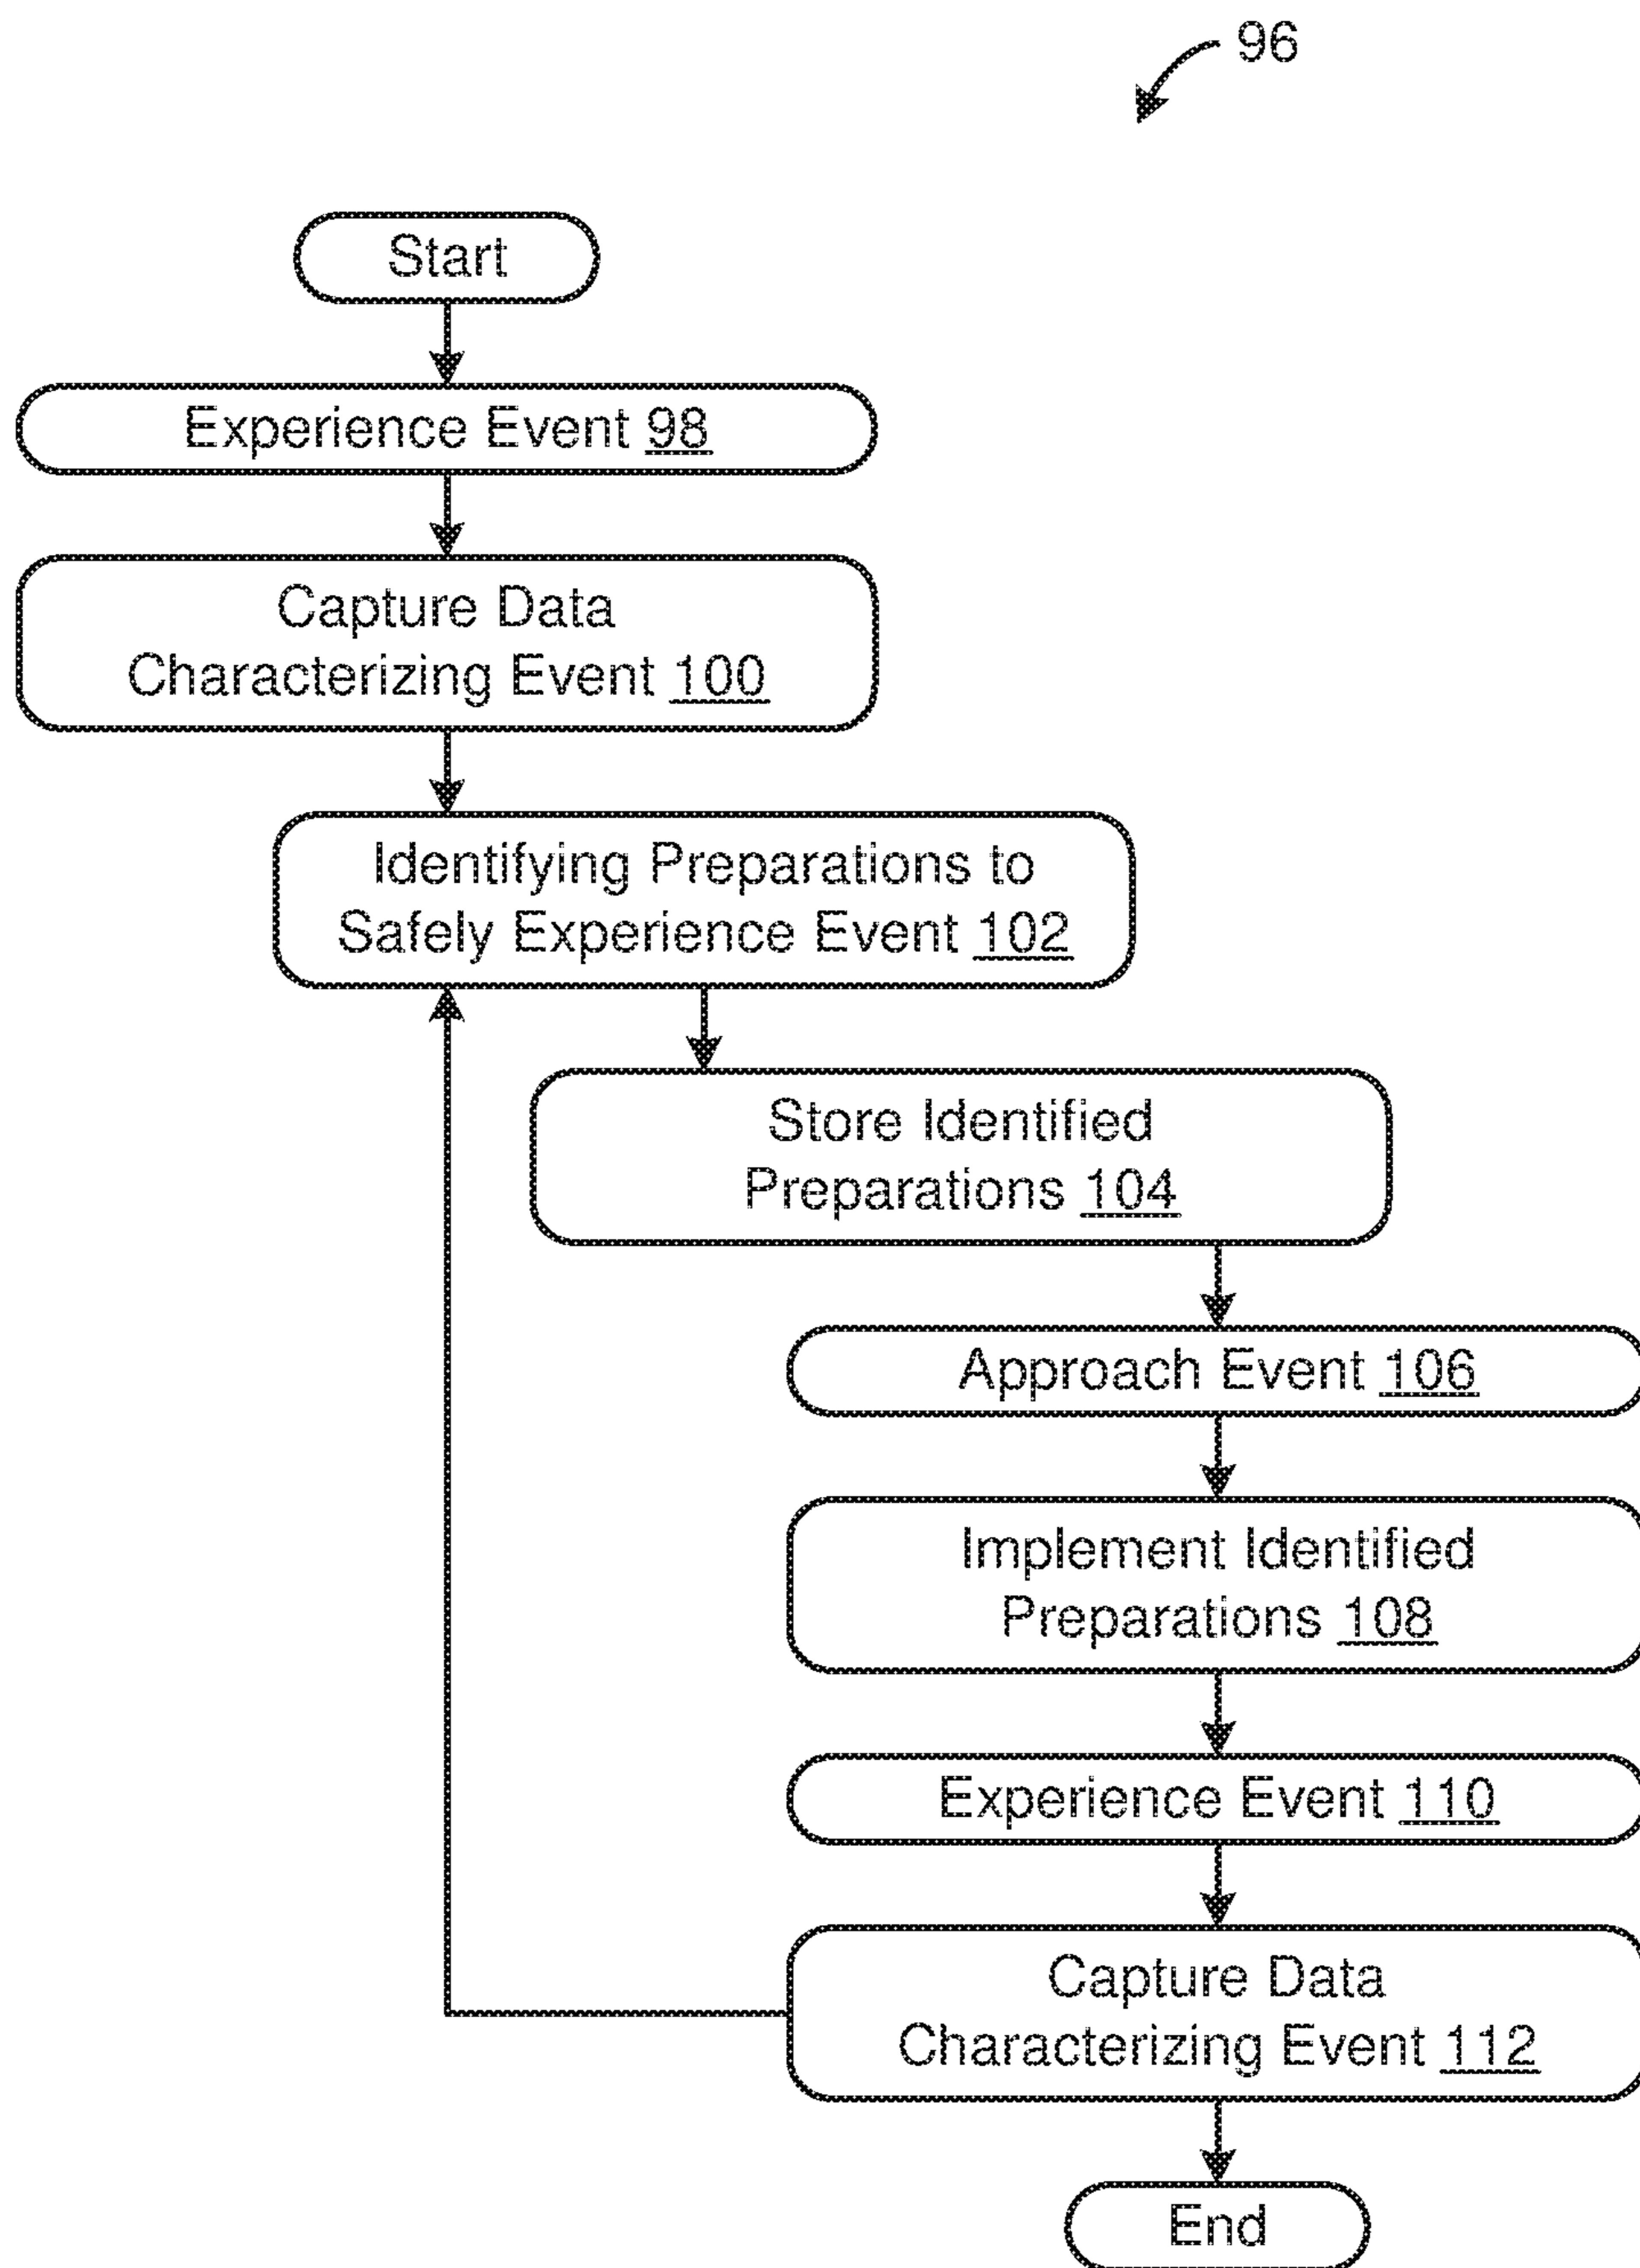 96
Start
Experience Event 98
Capture Data
Characterizing Event 100
Identifying Preparations to
Safely Experience Event 102
Store Identified
Preparations 104
Approach Event 106
Implement Identified
Preparations 108
Experience Event 110
Capture Data
Characterizing Event 112
End